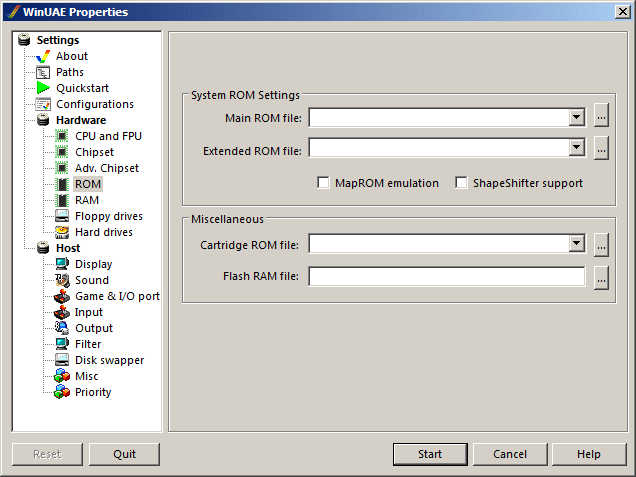 WinUAE Properties
Settings
About
Paths
Quickstart
Configurations
Hardware
CPU and FPU
Chipset
Adv. Chipset
ROM
RAM
Floppy drives
Hard drives
Host
Display
Sound
Game & I/O port
Input
Output
Filter
Disk swapper
Misc
Priority
System ROM Settings
Main ROM file:
...
Extended ROM file:
...
MapROM emulation ShapeShifter support
Miscellaneous
Cartridge ROM file:
...
Flash RAM file:
...
Reset Quit Start Cancel Help